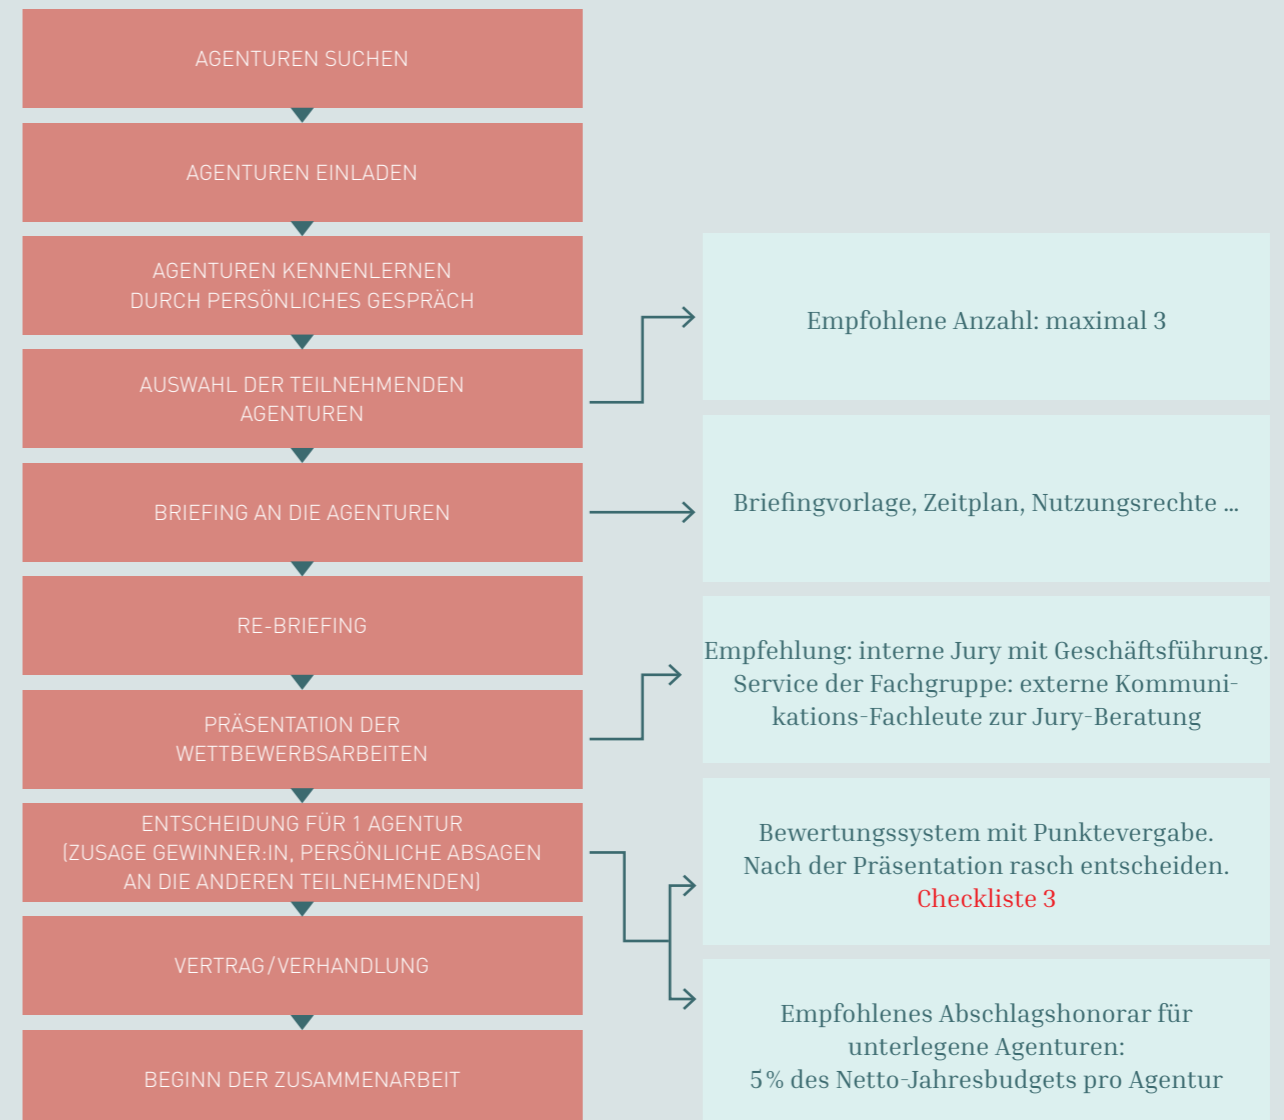 AGENTUREN SUCHEN
AGENTUREN EINLADEN
AGENTUREN KENNENLERNEN
DURCH PERSÖNLICHES GESPRÄCH
AUSWAHL DER TEILNEHMENDEN
AGENTUREN
Empfohlene Anzahl: maximal 3
BRIEFING AN DIE AGENTUREN
Briefingvorlage, Zeitplan, Nutzungsrechte ...
RE-BRIEFING
PRÄSENTATION DER
WETTBEWERBSARBEITEN
Empfehlung: interne Jury mit Geschäftsführung.
Service der Fachgruppe: externe Kommuni-
kations-Fachleute zur Jury-Beratung
ENTSCHEIDUNG FÜR 1 AGENTUR
(ZUSAGE GEWINNER:IN, PERSÖNLICHE ABSAGEN
AN DIE ANDEREN TEILNEHMENDEN)
Bewertungssystem mit Punktevergabe.
Nach der Präsentation rasch entscheiden.
Checkliste 3
Empfohlenes Abschlagshonorar für
unterlegene Agenturen:
5% des Netto-Jahresbudgets pro Agentur
VERTRAG/VERHANDLUNG
BEGINN DER ZUSAMMENARBEIT